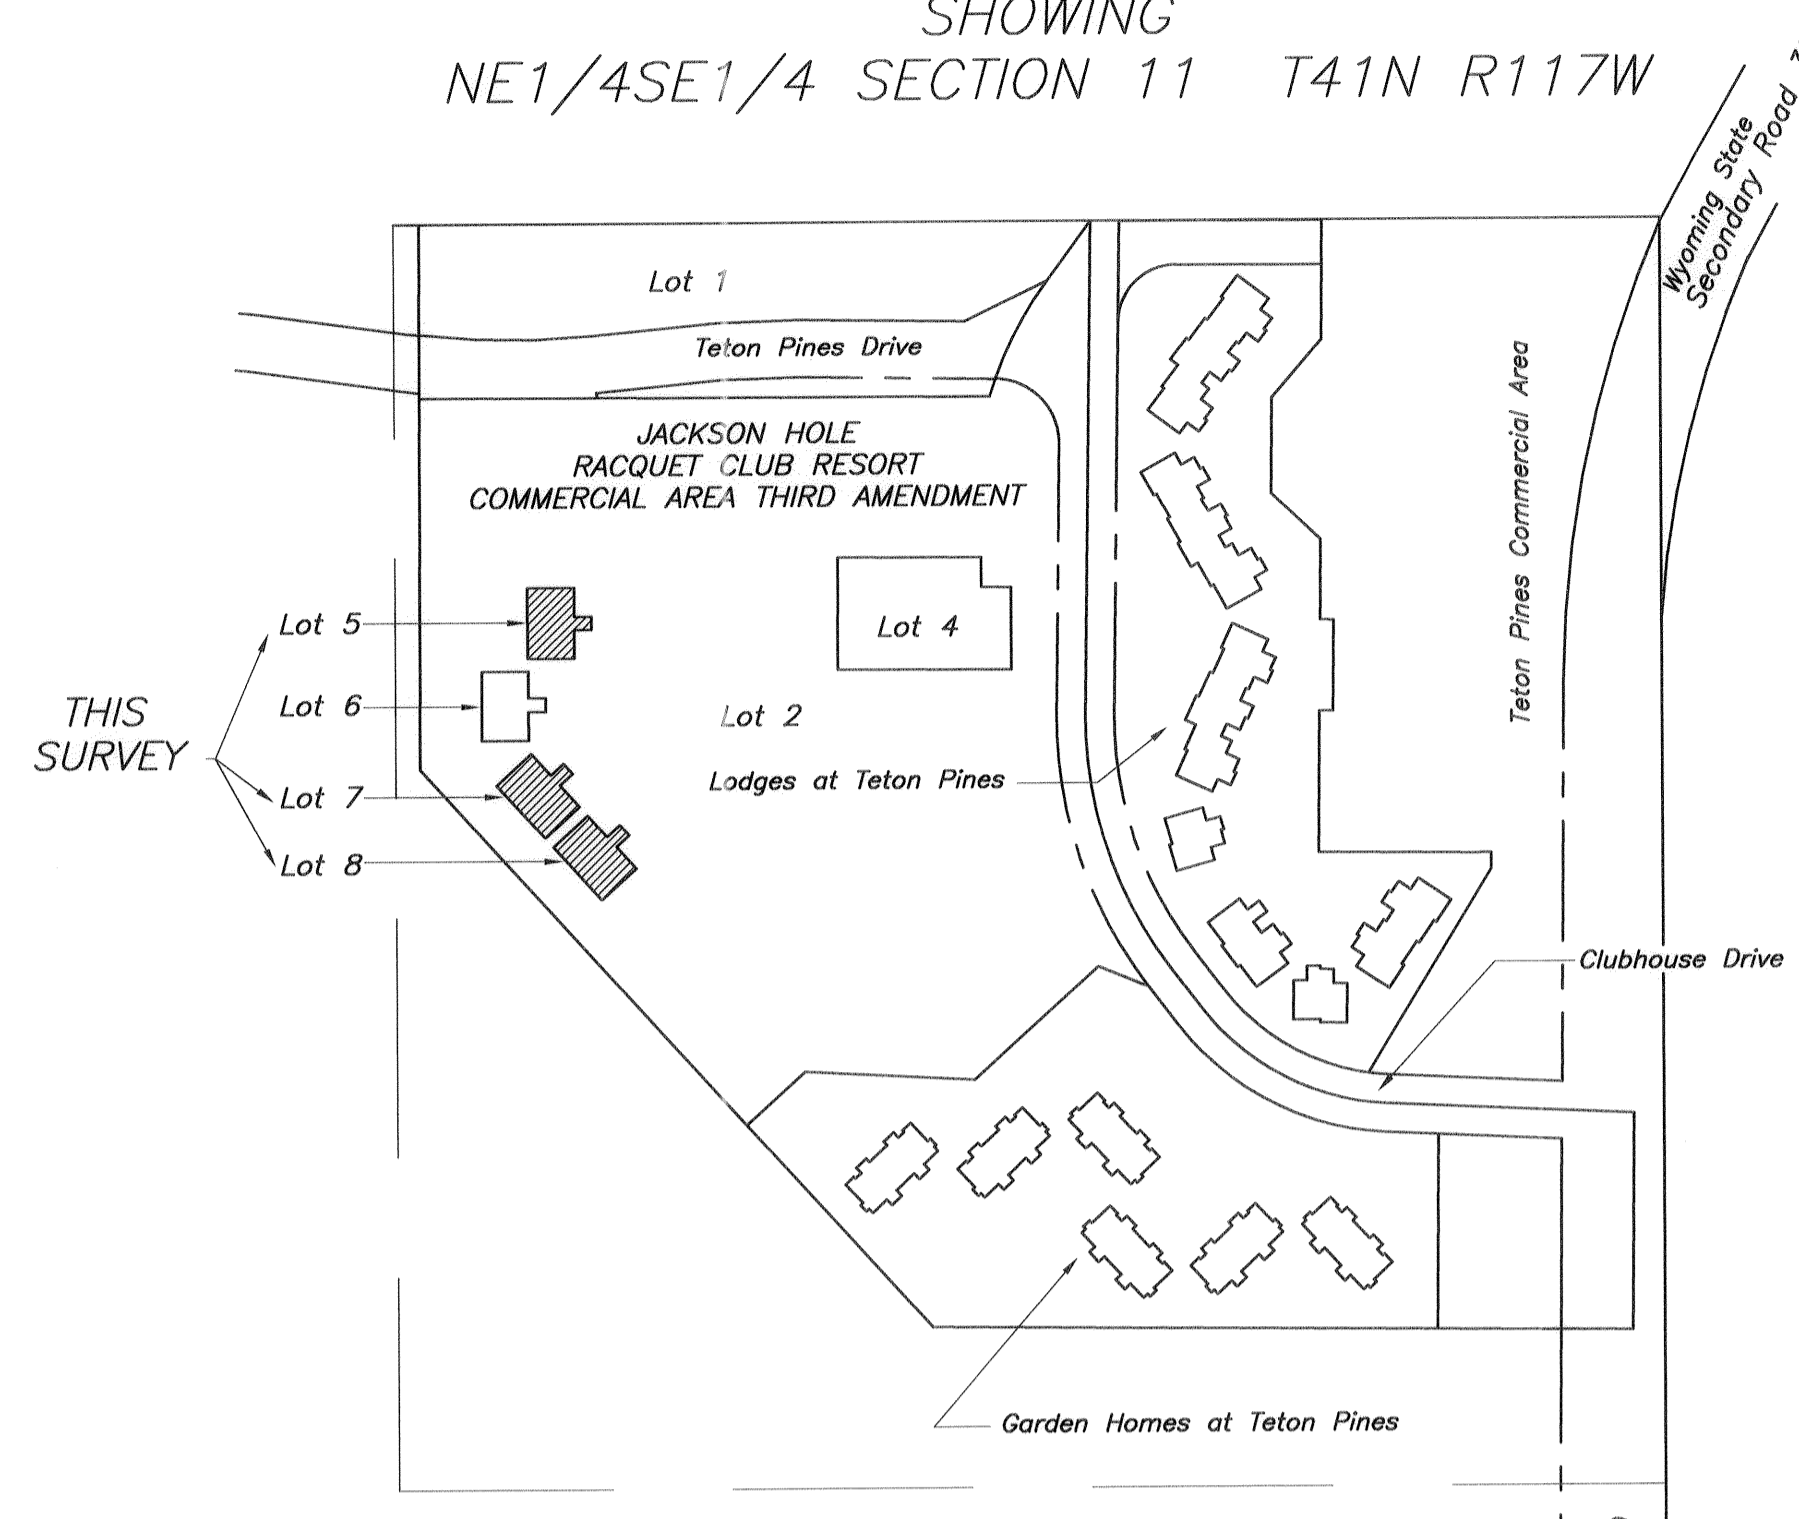 SHOWING
NE1/4SE1/4 SECTION 11 T41N R117W
Wyoming State
Secondary Road
Lot 1
Teton Pines Drive
JACKSON HOLE
RACQUET CLUB RESORT
COMMERCIAL AREA THIRD AMENDMENT
Teton Pines Commercial Area
Lot 5
Lot 4
Lot 6
THIS
SURVEY
Lot 2
Lodges at Teton Pines
Lot 7
Lot 8
Clubhouse Drive
Garden Homes at Teton Pines